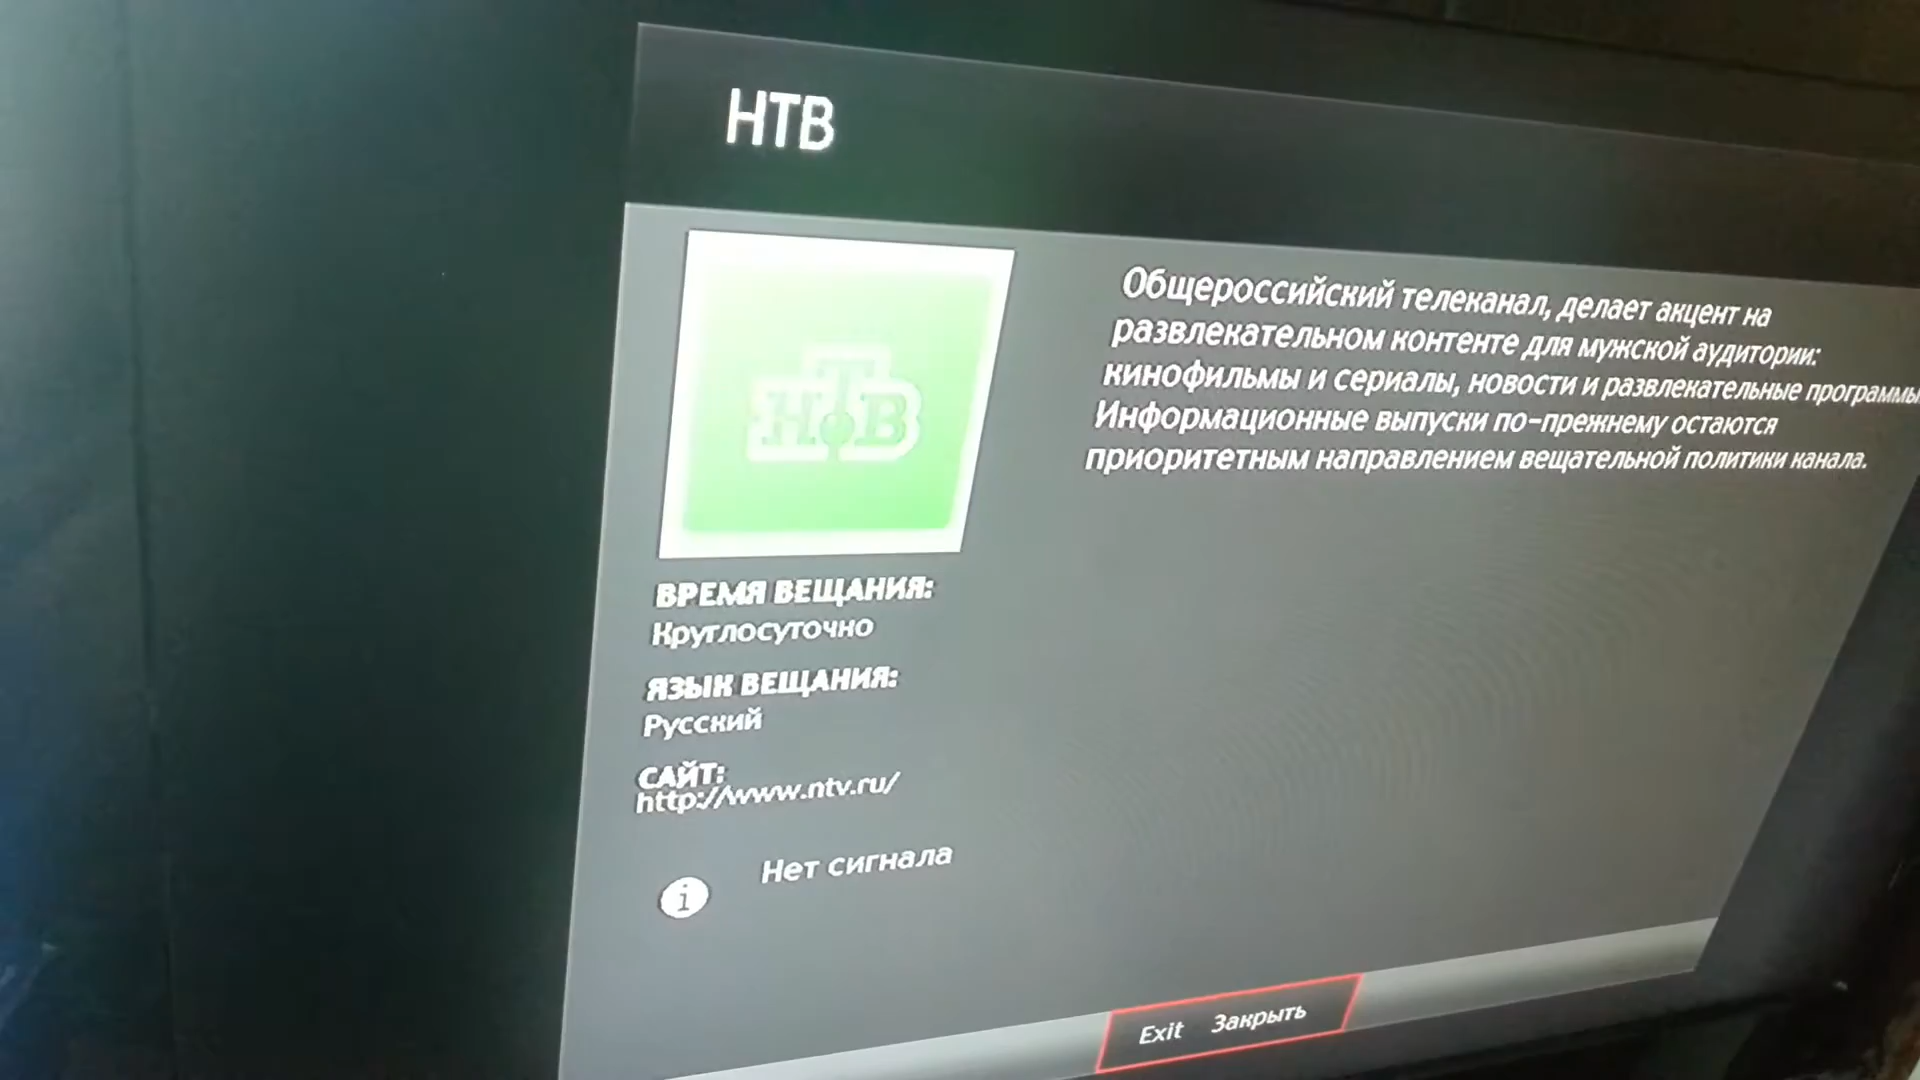 НТВ
НТВ
Общероссийский телеканал, делает акцент на
развлекательном контенте для мужской аудитории:
кинофильмы и сериалы, новости и развлекательные программы
Информационные выпуски по-прежнему остаются
приоритетным направлением вещательной политики канала.
ВРЕМЯ ВЕЩАНИЯ:
Круглосуточно
ЯЗЫК ВЕЩАНИЯ:
Русский
САЙТ:
http://www.ntv.ru/
i Нет сигнала
Exit Закрыть